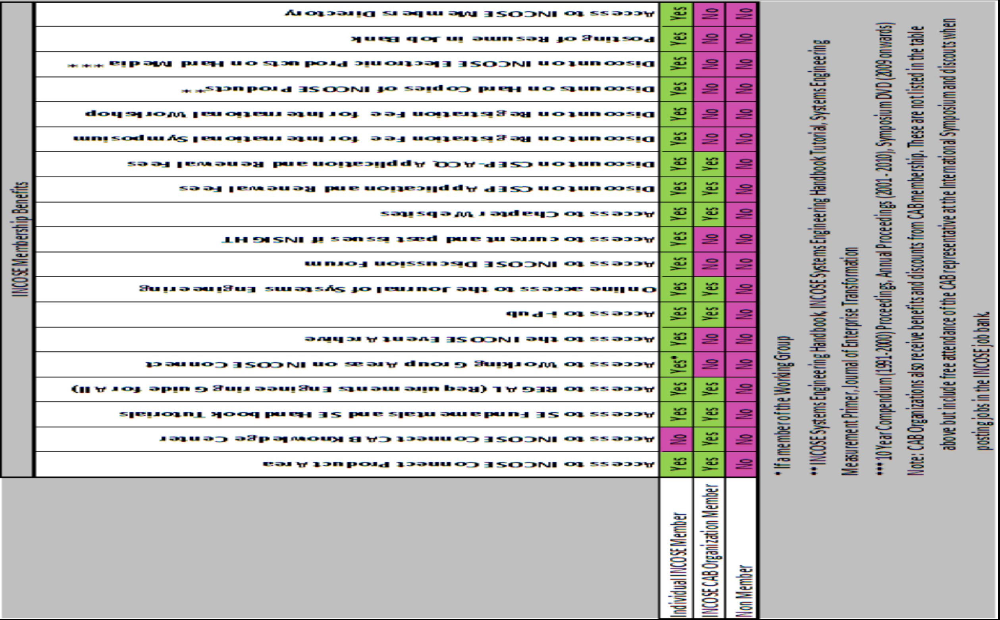 INCOSE Membership Benefits
Access to INCOSE Connect Product Area
Access to INCOSE Connect CAB Knowledge Center
Access to SE Fundamentals and SE Handbook Tutorials
Access to REGAL (Requirements Engineering Guide for All)
Access to Working Group Areas on INCOSE Connect
Access to the INCOSE Event Archive
Access to i-Pub
Online access to the Journal of Systems Engineering
Access to INCOSE Discussion Forum
Access to current and past issues if INSIGHT
Access to Chapter Websites
Discount on CSEP Application and Renewal Fees
Discount on CSEP-ACQ Application and Renewal Fees
Discount on Registration Fee for International Symposium
Discount on Registration Fee for International Workshop
Discounts on Hard Copies of INCOSE Products**
Discount on INCOSE Electronic Products on Hard Media ***
Posting of Resume in Job Bank
Access to INCOSE Members Directory
Individual INCOSE Member Yes No Yes Yes Yes* Yes Yes Yes Yes Yes Yes Yes Yes Yes Yes Yes Yes Yes Yes
INCOSE CAB Organization Member Yes Yes Yes Yes No No Yes Yes No No Yes Yes Yes No No No No No No
Non Member No No No No No No No No No No No No No No No No No No No
* If a member of the Working Group
** INCOSE Systems Engineering Handbook, INCOSE Systems Engineering Handbook Tutorial, Systems Engineering
Measurement Primer, Journal of Enterprise Transformation
*** 10 Year Compendium (1991-2000) Proceedings, Annual Proceedings (2001 - 2010), Symposium DVD (2009 onwards)
Note: CAB Organizations also receive benefits and discounts from CAB membership. These are not listed in the table
above but include free attendance of the CAB representative at the International Symposium and discouts when
posting jobs in the INCOSE job bank.